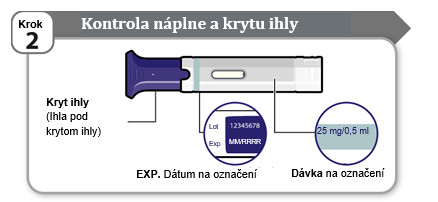 Krok
2
Kontrola náplne a krytu ihly
Kryt ihly
(Ihla pod
krytom ihly)
Lot 12345678
Exp MM/RRRR
25 mg/0,5 ml
EXP. Dátum na označení
Dávka na označení